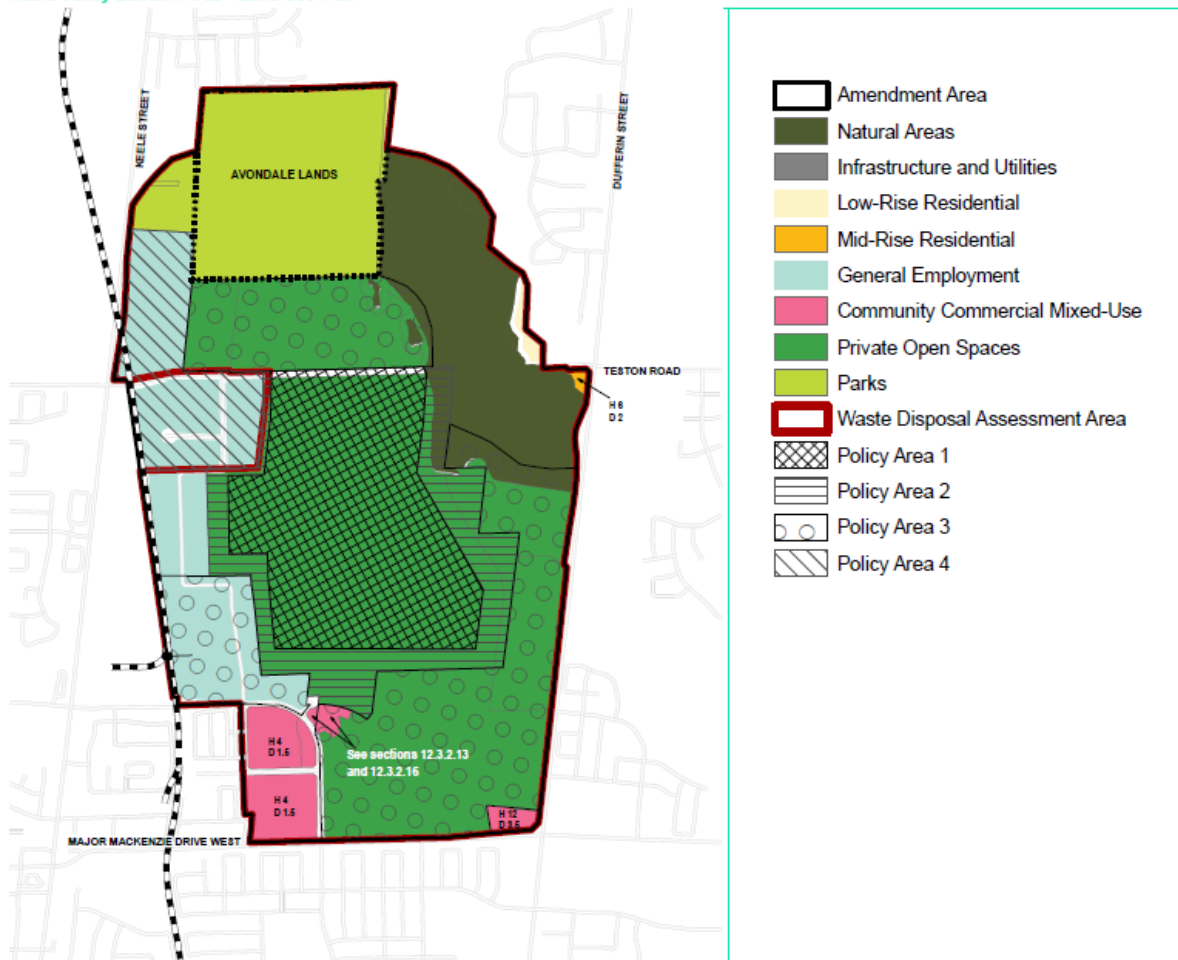 KEELE STREET
DUFFERIN STREET
AVONDALE LANDS
TESTON ROAD
H 6
D 2
H 4
D 1.5
See sections 12.3.2.13
and 12.3.2.16
H 4
D 1.5
H 12
D 3.5
MAJOR MACKENZIE DRIVE WEST
Amendment Area
Natural Areas
Infrastructure and Utilities
Low-Rise Residential
Mid-Rise Residential
General Employment
Community Commercial Mixed-Use
Private Open Spaces
Parks
Waste Disposal Assessment Area
Policy Area 1
Policy Area 2
Policy Area 3
Policy Area 4